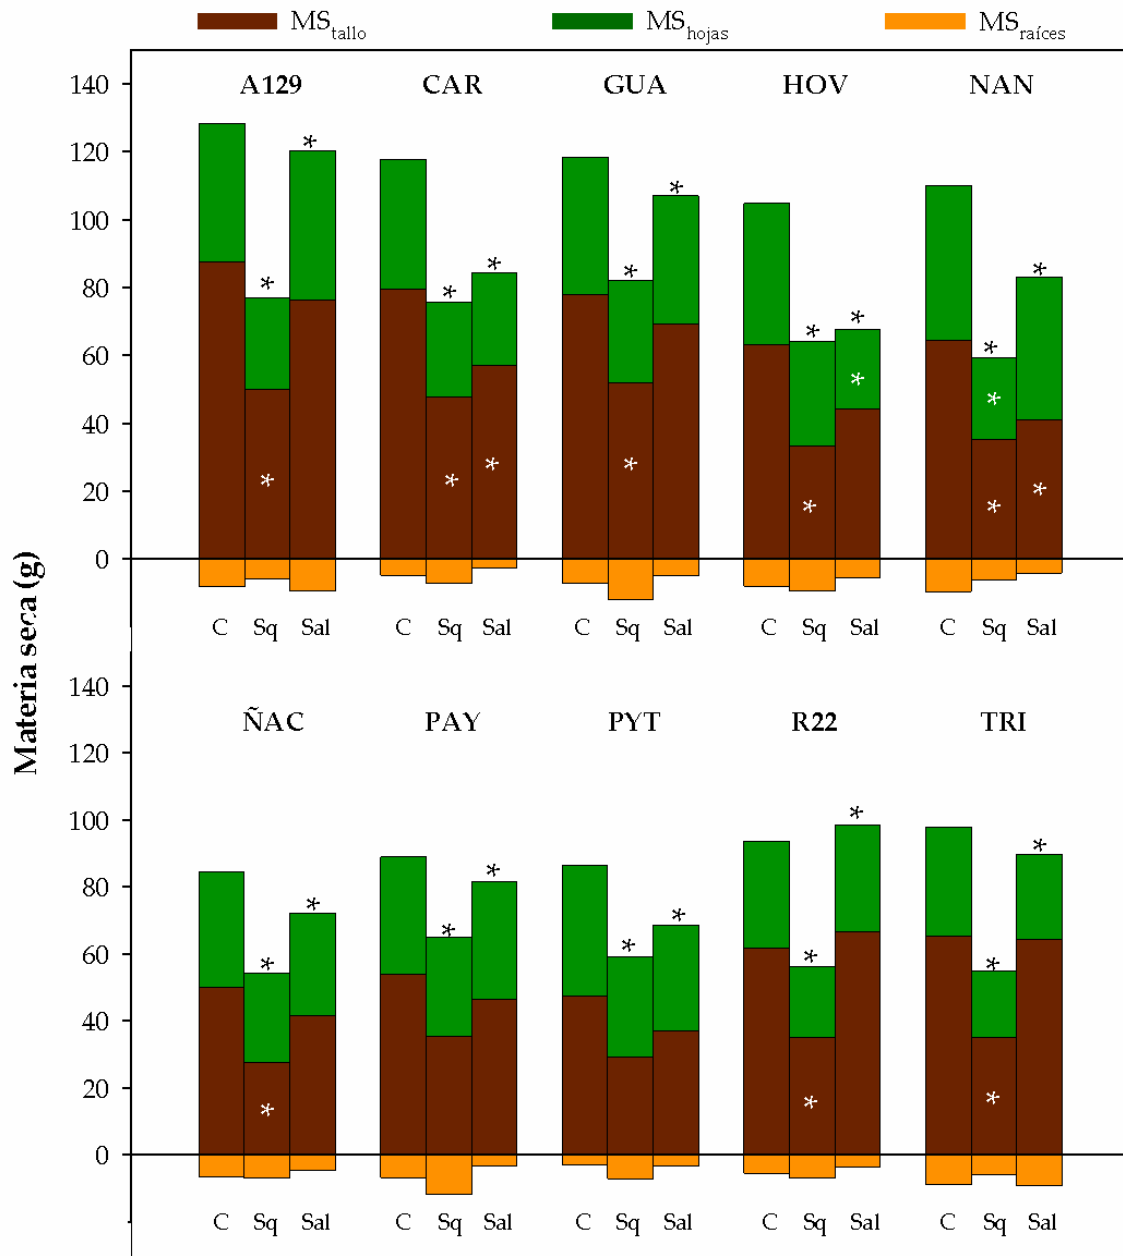 MStallo MShojas MSraíces
Materia seca (g)
140
A129 CAR GUA HOV NAN
120
100
80
60
40
20
0
C Sq Sal C Sq Sal C Sq Sal C Sq Sal C Sq Sal
140
ÑAC PAY PYT R22 TRI
120
100
80
60
40
20
0
C Sq Sal C Sq Sal C Sq Sal C Sq Sal C Sq Sal